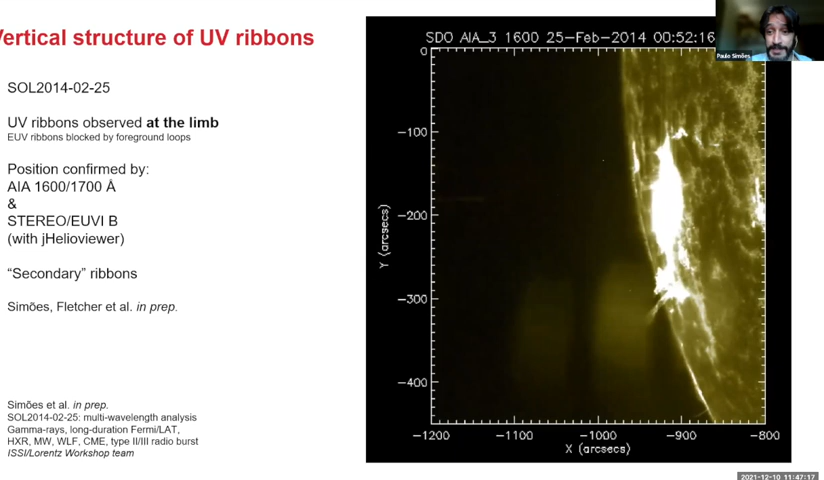 Vertical structure of UV ribbons
SOL2014-02-25
UV ribbons observed at the limb
EUV ribbons blocked by foreground loops
Position confirmed by:
AIA 1600/1700 Å
&
STEREO/EUVI B
(with jHelioviewer)
“Secondary” ribbons
Simões, Fletcher et al. in prep.
Simões et al. in prep.
SOL2014-02-25: multi-wavelength analysis
Gamma-rays, long-duration Fermi/LAT,
HXR, MW, WLF, CME, type II/III radio burst
ISSI/Lorentz Workshop team
SDO AIA_3 1600 25-Feb-2014 00:52:16
0
-100
-200
-300
-400
Y (arcsecs)
-1200 -1100 -1000 -900 -800
X (arcsecs)
Paulo Simões
2021-12-10 11:47:17